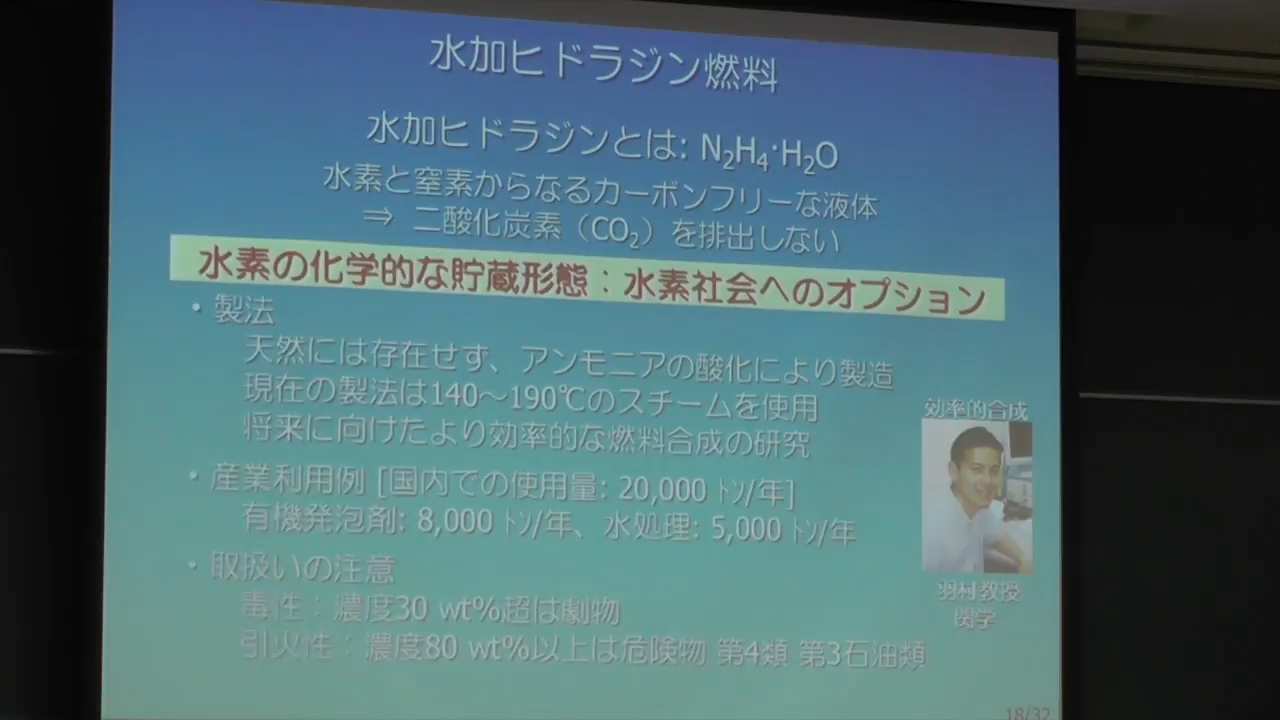 水加ヒドラジン燃料
水加ヒドラジンとは: N₂H₄·H₂O
水素と窒素からなるカーボンフリーな液体
⇒ 二酸化炭素（CO₂）を排出しない
水素の化学的な貯蔵形態：水素社会へのオプション
・製法
天然には存在せず、アンモニアの酸化により製造
現在の製法は140～190℃のスチームを使用
将来に向けたより効率的な燃料合成の研究
・産業利用例 [国内での使用量: 20,000 ﾄﾝ/年]
有機発泡剤: 8,000 ﾄﾝ/年、水処理: 5,000 ﾄﾝ/年
・取扱いの注意
毒性：濃度30 wt%超は劇物
引火性：濃度80 wt%以上は危険物 第4類 第3石油類
効率的合成
羽村教授
関学
18/32